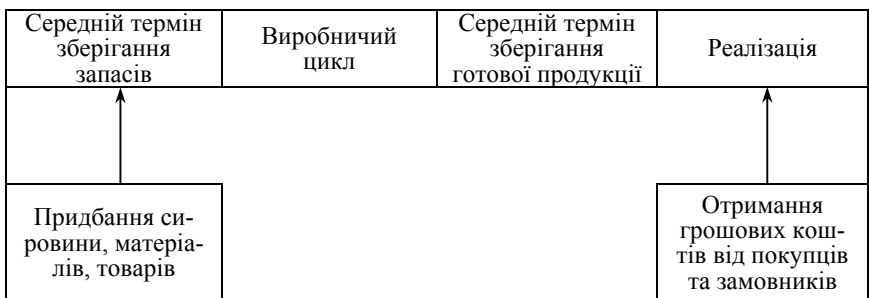 Середній термін
зберігання
запасів
Виробничий
цикл
Середній термін
зберігання
готової продукції
Реалізація
Придбання си-
ровини, матеріа-
лів, товарів
Отримання
грошових кош-
тів від покупців
та замовників